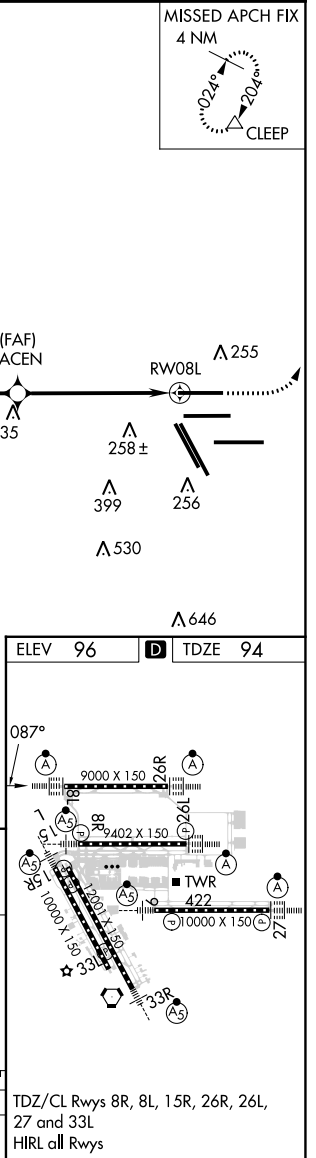 MISSED APCH FIX
4 NM
024°
204°
CLEEP
(FAF)
ACEN
35
RW08L
255
258±
399
256
530
646
ELEV 96
D
TDZE 94
087°
A
A
9000 X 150
8L
26R
15L
A5
8R
9402 X 150
26L
P
P
A5
15R
A
TWR
A5
A
12001 X 150
10000 X 150
9
422
P
10000 X 150
P
27
33L
33R
A5
TDZ/CL Rwys 8R, 8L, 15R, 26R, 26L,
27 and 33L
HIRL all Rwys